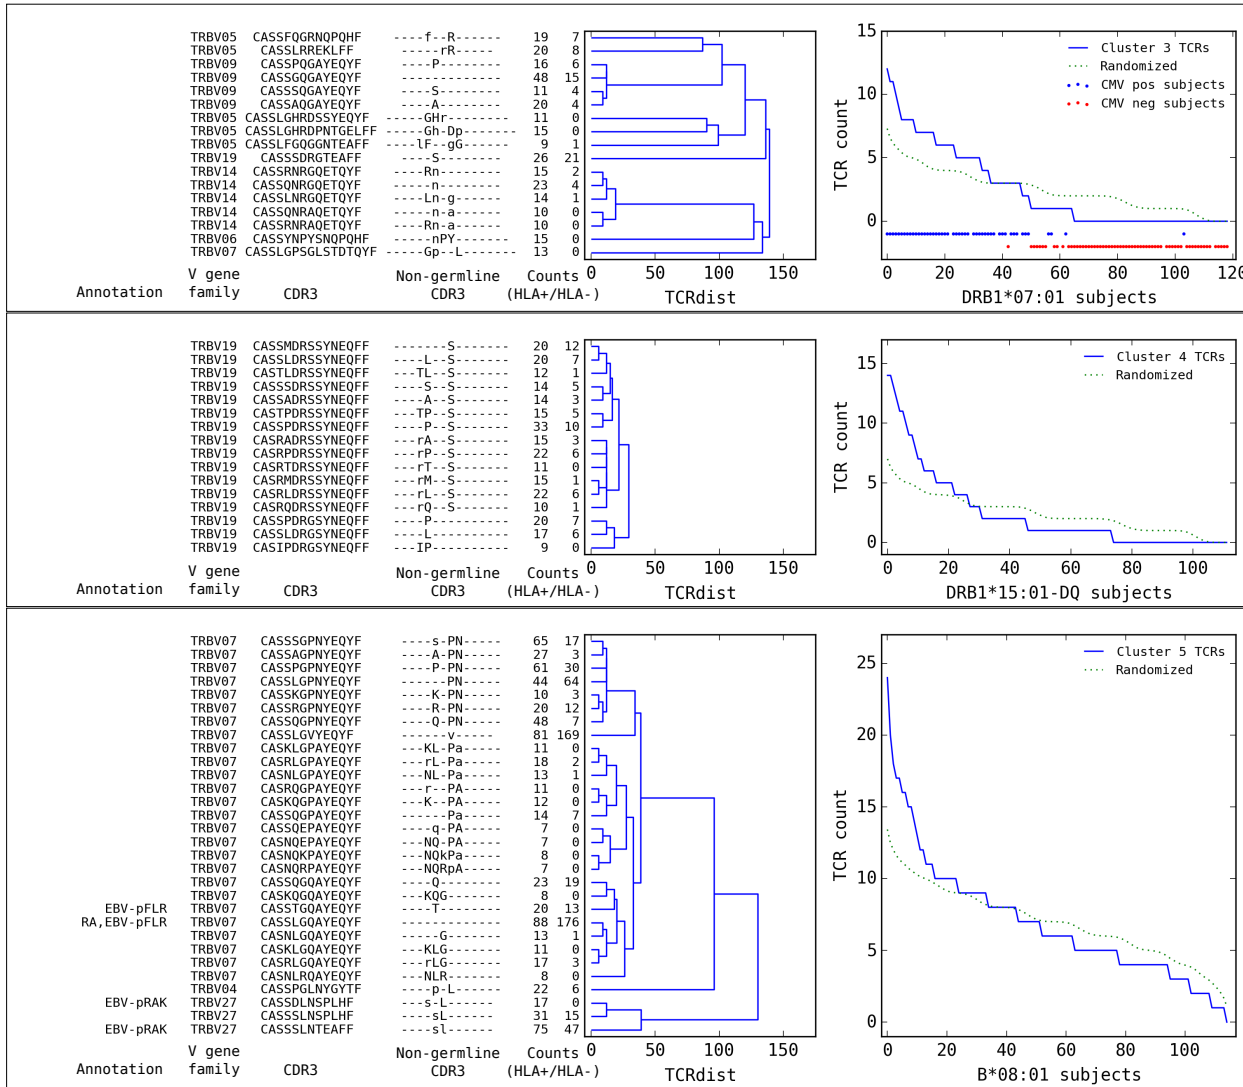 TRBV05 CASSFQGRNQPQHF ----f--R------ 19 7
TRBV05 CASSLRREKLFF -----rR----- 20 8
TRBV09 CASSPQGAYEQYF ----P-------- 16 6
TRBV09 CASSGQGAYEQYF ------------- 48 15
TRBV09 CASSSQGAYEQYF ----S-------- 11 4
TRBV09 CASSAQGAYEQYF ----A-------- 20 4
TRBV05 CASSLGHRDSSYEQYF -----GHr-------- 11 0
TRBV05 CASSLGHRDPNTGELFF -----Gh-Dp------- 15 0
TRBV05 CASSLFGQGGNTEAFF -----lF--gG------ 9 1
TRBV19 CASSSDRGTEAFF ----S-------- 26 21
TRBV14 CASSRNRGQETQYF ----Rn-------- 15 2
TRBV14 CASSQNRGQETQYF -----n-------- 23 4
TRBV14 CASSLNRGQETQYF ----Ln-g------ 14 1
TRBV14 CASSQNRAQETQYF -----n-a------ 10 0
TRBV14 CASSRNRAQETQYF ----Rn-a------ 10 0
TRBV06 CASSYNPYSNQPQHF -----nPY------- 15 0
TRBV07 CASSLGPSGLSTDTQYF -----Gp--L------- 13 0
Annotation
V gene family
CDR3
Non-germline CDR3
Counts (HLA+/HLA-)
0 50 100 150
TCRdist
TCR count
15
10
5
0
Cluster 3 TCRs
Randomized
CMV pos subjects
CMV neg subjects
0 20 40 60 80 100 120
DRB1*07:01 subjects
TRBV19 CASSMDRSSYNEQFF -------S------- 20 12
TRBV19 CASSLDRSSYNEQFF ----L--S------- 20 7
TRBV19 CASTLDRSSYNEQFF ---TL--S------- 12 1
TRBV19 CASSSDRSSYNEQFF ----S--S------- 14 5
TRBV19 CASSADRSSYNEQFF ----A--S------- 14 3
TRBV19 CASTPDRSSYNEQFF ---TP--S------- 15 5
TRBV19 CASSPDRSSYNEQFF ----P--S------- 33 10
TRBV19 CASRADRSSYNEQFF ---rA--S------- 15 3
TRBV19 CASRPDRSSYNEQFF ---rP--S------- 22 6
TRBV19 CASRTDRSSYNEQFF ---rT--S------- 11 0
TRBV19 CASRMDRSSYNEQFF ---rM--S------- 15 1
TRBV19 CASRLDRSSYNEQFF ---rL--S------- 22 6
TRBV19 CASRQDRSSYNEQFF ---rQ--S------- 10 1
TRBV19 CASSPDRGSYNEQFF ----P---------- 20 7
TRBV19 CASSLDRGSYNEQFF ----L---------- 17 6
TRBV19 CASIPDRGSYNEQFF ---IP---------- 9 0
Annotation
V gene family
CDR3
Non-germline CDR3
Counts (HLA+/HLA-)
0 50 100 150
TCRdist
TCR count
15
10
5
0
Cluster 4 TCRs
Randomized
0 20 40 60 80 100
DRB1*15:01-DQ subjects
TRBV07 CASSSGPNYEQYF ----s-PN----- 65 17
TRBV07 CASSAGPNYEQYF ----A-PN----- 27 3
TRBV07 CASSPGPNYEQYF ----P-PN----- 61 30
TRBV07 CASSLGPNYEQYF ------PN----- 44 64
TRBV07 CASSKGPNYEQYF ----K-PN----- 10 3
TRBV07 CASSRGPNYEQYF ----R-PN----- 20 12
TRBV07 CASSQGPNYEQYF ----Q-PN----- 48 7
TRBV07 CASSLGVYEQYF ------v----- 81 169
TRBV07 CASKLGPAYEQYF ---KL-Pa----- 11 0
TRBV07 CASRLGPAYEQYF ---rL-Pa----- 18 2
TRBV07 CASNLGPAYEQYF ---NL-Pa----- 13 1
TRBV07 CASRQGPAYEQYF ---r--PA----- 11 0
TRBV07 CASKQGPAYEQYF ---K--PA----- 12 0
TRBV07 CASSQGPAYEQYF ------Pa----- 14 7
TRBV07 CASSQEPAYEQYF ----q-PA----- 7 0
TRBV07 CASNQEPAYEQYF ---NQ-PA----- 7 0
TRBV07 CASNQKPAYEQYF ---NQkPa----- 8 0
TRBV07 CASNQRPAYEQYF ---NQRpA----- 7 0
TRBV07 CASSQGQAYEQYF ----Q-------- 23 19
TRBV07 CASKQGQAYEQYF ---KQG------- 8 0
EBV-pFLR TRBV07 CASSTGQAYEQYF ----T-------- 20 13
RA,EBV-pFLR TRBV07 CASSLGQAYEQYF ------------- 88 176
TRBV07 CASNLGQAYEQYF -----G------- 13 1
TRBV07 CASKLGQAYEQYF ---KLG------- 11 0
TRBV07 CASRLGQAYEQYF ---rLG------- 17 3
TRBV07 CASNLRQAYEQYF ---NLR------- 8 0
TRBV04 CASSPGLNYGYTF ----p-L------ 22 6
EBV-pRAK TRBV27 CASSDLNSPLHF ----s-L----- 17 0
TRBV27 CASSSLNSPLHF ----sL------ 31 15
EBV-pRAK TRBV27 CASSSLNTEAFF ----sl------ 75 47
Annotation
V gene family
CDR3
Non-germline CDR3
Counts (HLA+/HLA-)
0 50 100 150
TCRdist
TCR count
25
20
15
10
5
0
Cluster 5 TCRs
Randomized
0 20 40 60 80 100
B*08:01 subjects